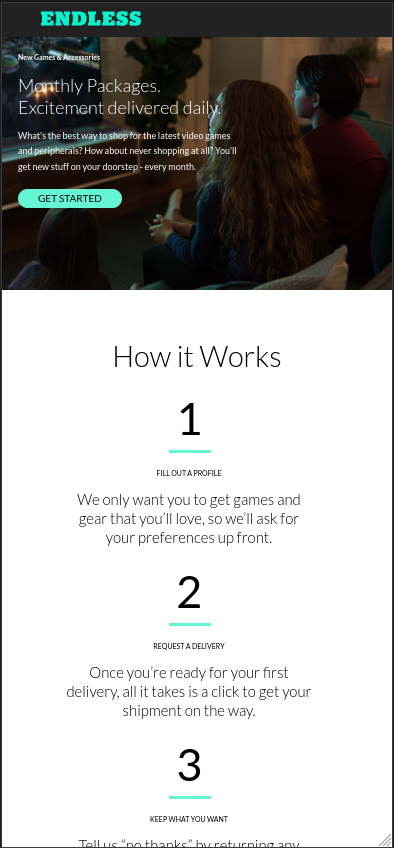 ENDLESS
New Games & Accessories
Monthly Packages.
Excitement delivered daily.
What's the best way to shop for the latest video games
and peripherals? How about never shopping at all? You'll
get new stuff on your doorstep - every month.
GET STARTED
How it Works
1
FILL OUT A PROFILE
We only want you to get games and
gear that you’ll love, so we’ll ask for
your preferences up front.
2
REQUEST A DELIVERY
Once you’re ready for your first
delivery, all it takes is a click to get your
shipment on the way.
3
KEEP WHAT YOU WANT
Tell us “no thanks” by returning any